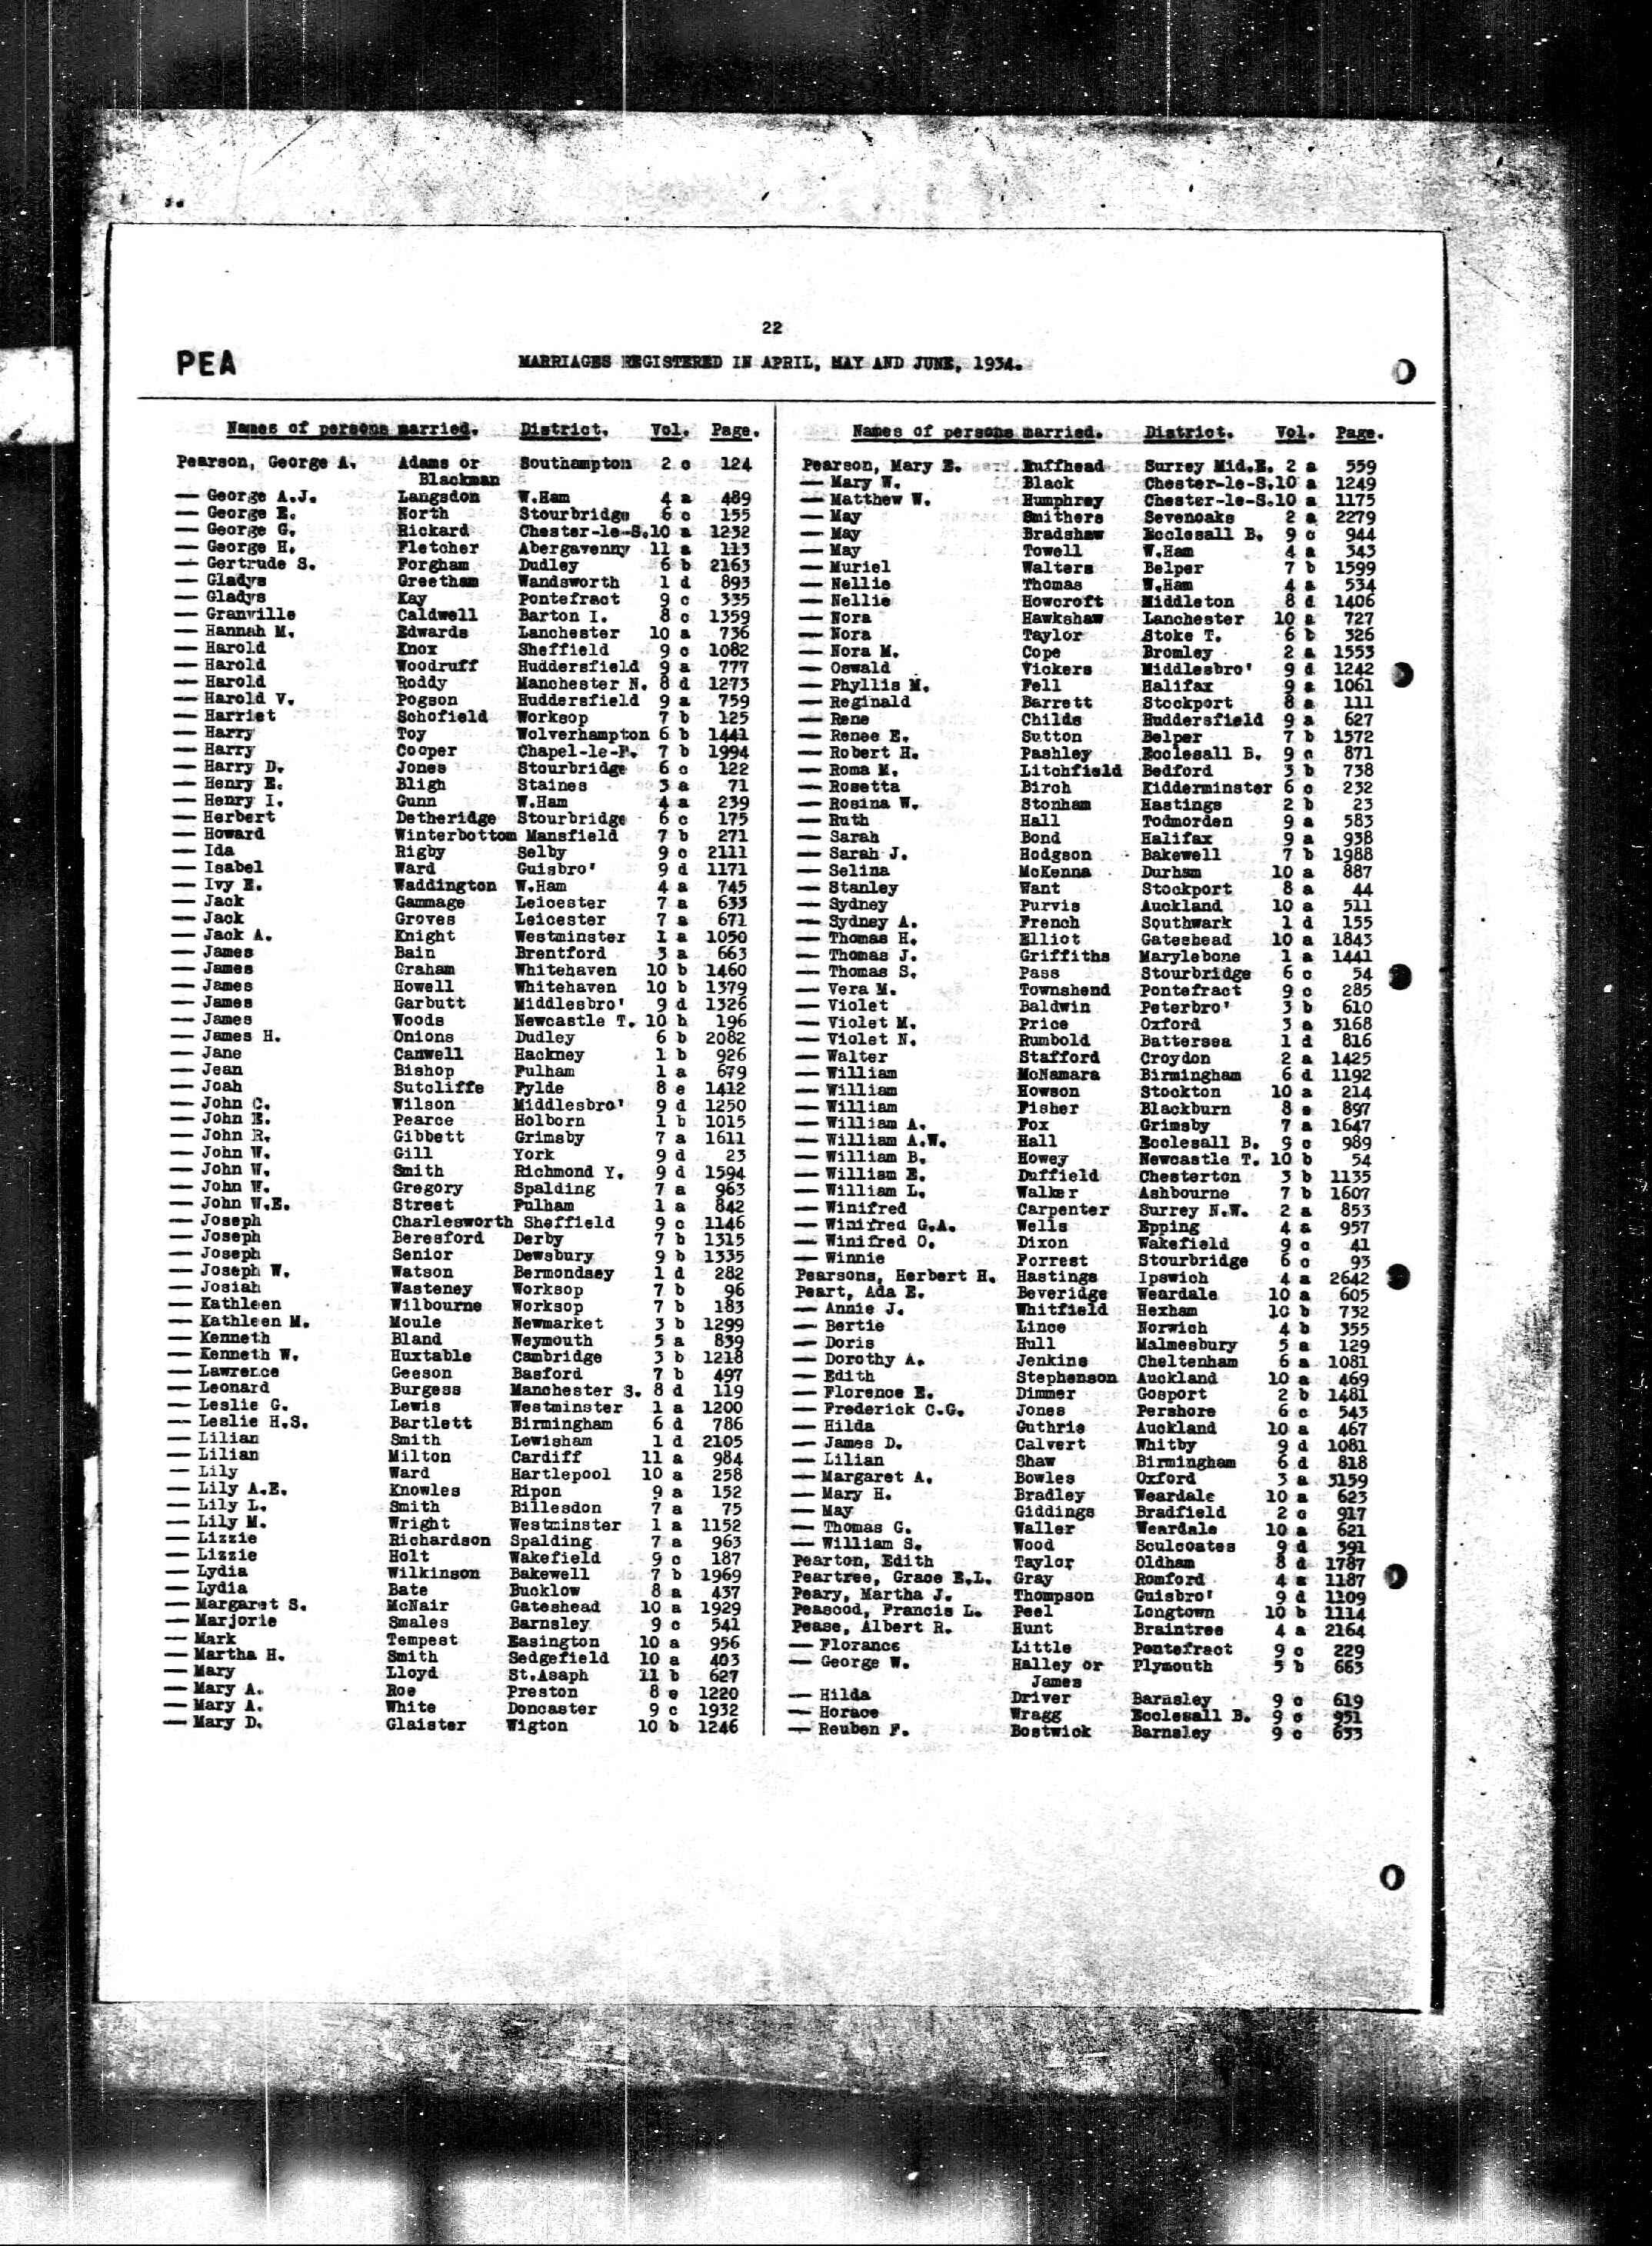 22
PEA
MARRIAGES REGISTERED IN APRIL, MAY AND JUNE, 1934.
Names of persons married. District. Vol. Page.
Pearson, George A. Adams or Southampton 2 c 124
Blackman
— George A.J. Langsdon W.Ham 4 a 489
— George E. North Stourbridge 6 c 155
— George G. Rickard Chester-le-S. 10 a 1232
— George H. Fletcher Abergavenny 11 a 113
— Gertrude S. Forgham Dudley 6 b 2163
— Gladys Greetham Wandsworth 1 d 893
— Gladys Kay Pontefract 9 c 335
— Granville Caldwell Barton I. 8 c 1359
— Hannah M. Edwards Lanchester 10 a 736
— Harold Knox Sheffield 9 c 1082
— Harold Woodruff Huddersfield 9 a 777
— Harold Roddy Manchester N. 8 d 1273
— Harold V. Pogson Huddersfield 9 a 759
— Harriet Schofield Worksop 7 b 125
— Harry Toy Wolverhampton 6 b 1441
— Harry Cooper Chapel-le-F. 7 b 1994
— Harry D. Jones Stourbridge 6 c 122
— Henry E. Bligh Staines 3 a 71
— Henry I. Gunn W.Ham 4 a 239
— Herbert Detheridge Stourbridge 6 c 175
— Howard Winterbottom Mansfield 7 b 271
— Ida Rigby Selby 9 c 2111
— Isabel Ward Guisbro' 9 d 1171
— Ivy E. Waddington W.Ham 4 a 745
— Jack Gammage Leicester 7 a 633
— Jack Groves Leicester 7 a 671
— Jack A. Knight Westminster 1 a 1050
— James Bain Brentford 3 a 663
— James Graham Whitehaven 10 b 1460
— James Howell Whitehaven 10 b 1379
— James Garbutt Middlesbro' 9 d 1326
— James Woods Newcastle T. 10 b 196
— James H. Onions Dudley 6 b 2082
— Jane Canwell Hackney 1 b 926
— Jean Bishop Fulham 1 a 679
— Joah Sutcliffe Fylde 8 e 1412
— John C. Wilson Middlesbro' 9 d 1250
— John E. Pearce Holborn 1 b 1015
— John R. Gibbett Grimsby 7 a 1611
— John W. Gill York 9 d 23
— John W. Smith Richmond Y. 9 d 1594
— John W. Gregory Spalding 7 a 963
— John W.E. Street Fulham 1 a 842
— Joseph Charlesworth Sheffield 9 c 1146
— Joseph Beresford Derby 7 b 1315
— Joseph Senior Dewsbury 9 b 1335
— Joseph W. Watson Bermondsey 1 d 282
— Josiah Wasteney Worksop 7 b 96
— Kathleen Wilbourne Worksop 7 b 183
— Kathleen M. Moule Newmarket 3 b 1299
— Kenneth Bland Weymouth 5 a 839
— Kenneth W. Huxtable Cambridge 3 b 1218
— Lawrence Geeson Basford 7 b 497
— Leonard Burgess Manchester S. 8 d 119
— Leslie G. Lewis Westminster 1 a 1200
— Leslie H.S. Bartlett Birmingham 6 d 786
— Lilian Smith Lewisham 1 d 2105
— Lilian Milton Cardiff 11 a 984
— Lily Ward Hartlepool 10 a 258
— Lily A.E. Knowles Ripon 9 a 152
— Lily L. Smith Billesdon 7 a 75
— Lily M. Wright Westminster 1 a 1152
— Lizzie Richardson Spalding 7 a 963
— Lizzie Holt Wakefield 9 c 187
— Lydia Wilkinson Bakewell 7 b 1969
— Lydia Bate Bucklow 8 a 437
— Margaret S. McNair Gateshead 10 a 1929
— Marjorie Smales Barnsley 9 c 541
— Mark Tempest Easington 10 a 956
— Martha H. Smith Sedgefield 10 a 403
— Mary Lloyd St.Asaph 11 b 627
— Mary A. Roe Preston 8 e 1220
— Mary A. White Doncaster 9 c 1932
— Mary D. Glaister Wigton 10 b 1246
Names of persons married. District. Vol. Page.
Pearson, Mary E. Huffhead Surrey Mid.E. 2 a 559
— Mary W. Black Chester-le-S. 10 a 1249
— Matthew W. Humphrey Chester-le-S. 10 a 1175
— May Smithers Sevenoaks 2 a 2279
— May Bradshaw Ecclesall B. 9 c 944
— May Towell W.Ham 4 a 343
— Muriel Walters Belper 7 b 1599
— Nellie Thomas W.Ham 4 a 534
— Nellie Howcroft Middleton 8 d 1406
— Nora Hawkshaw Lanchester 10 a 727
— Nora Taylor Stoke T. 6 b 326
— Nora M. Cope Bromley 2 a 1553
— Oswald Vickers Middlesbro' 9 d 1242
— Phyllis M. Fell Halifax 9 a 1061
— Reginald Barrett Stockport 8 a 111
— Rene Childs Huddersfield 9 a 627
— Renee E. Sutton Belper 7 b 1572
— Robert H. Pashley Ecclesall B. 9 c 871
— Roma M. Litchfield Bedford 3 b 738
— Rosetta Birch Kidderminster 6 c 232
— Rosina W. Stonham Hastings 2 b 23
— Ruth Hall Todmorden 9 a 583
— Sarah Bond Halifax 9 a 938
— Sarah J. Hodgson Bakewell 7 b 1988
— Selina McKenna Durham 10 a 887
— Stanley Want Stockport 8 a 44
— Sydney Purvis Auckland 10 a 511
— Sydney A. French Southwark 1 d 155
— Thomas H. Elliot Gateshead 10 a 1843
— Thomas J. Griffiths Marylebone 1 a 1441
— Thomas S. Pass Stourbridge 6 c 54
— Vera M. Townshend Pontefract 9 c 285
— Violet Baldwin Peterbro' 3 b 610
— Violet M. Price Oxford 3 a 3168
— Violet N. Rumbold Battersea 1 d 816
— Walter Stafford Croydon 2 a 1425
— William McNamara Birmingham 6 d 1192
— William Howson Stockton 10 a 214
— William Fisher Blackburn 8 e 897
— William A. Fox Grimsby 7 a 1647
— William A.W. Hall Ecclesall B. 9 c 989
— William B. Howey Newcastle T. 10 b 54
— William E. Duffield Chesterton 3 b 1135
— William L. Walker Ashbourne 7 b 1607
— Winifred Carpenter Surrey N.W. 2 a 853
— Winifred G.A. Wells Epping 4 a 957
— Winifred O. Dixon Wakefield 9 c 41
— Winnie Forrest Stourbridge 6 c 93
Pearsons, Herbert H. Hastings Ipswich 4 a 2642
Peart, Ada E. Beveridge Weardale 10 a 605
— Annie J. Whitfield Hexham 10 b 732
— Bertie Lince Norwich 4 b 355
— Doris Hull Malmesbury 5 a 129
— Dorothy A. Jenkins Cheltenham 6 a 1081
— Edith Stephenson Auckland 10 a 469
— Florence E. Dimmer Gosport 2 b 1481
— Frederick C.G. Jones Pershore 6 c 543
— Hilda Guthrie Auckland 10 a 467
— James D. Calvert Whitby 9 d 1081
— Lilian Shaw Birmingham 6 d 818
— Margaret A. Bowles Oxford 3 a 3159
— Mary H. Bradley Weardale 10 a 623
— May Giddings Bradfield 2 c 917
— Thomas G. Waller Weardale 10 a 621
— William S. Wood Sculcoates 9 d 391
Pearton, Edith Taylor Oldham 8 d 1787
Peartree, Grace E.L. Gray Romford 4 a 1187
Peary, Martha J. Thompson Guisbro' 9 d 1109
Peascod, Francis L. Peel Longtown 10 b 1114
Pease, Albert R. Hunt Braintree 4 a 2164
— Florance Little Pontefract 9 c 229
— George W. Halley or Plymouth 5 b 663
James
— Hilda Driver Barnsley 9 c 619
— Horace Wragg Ecclesall B. 9 c 951
— Reuben F. Bostwick Barnsley 9 c 633